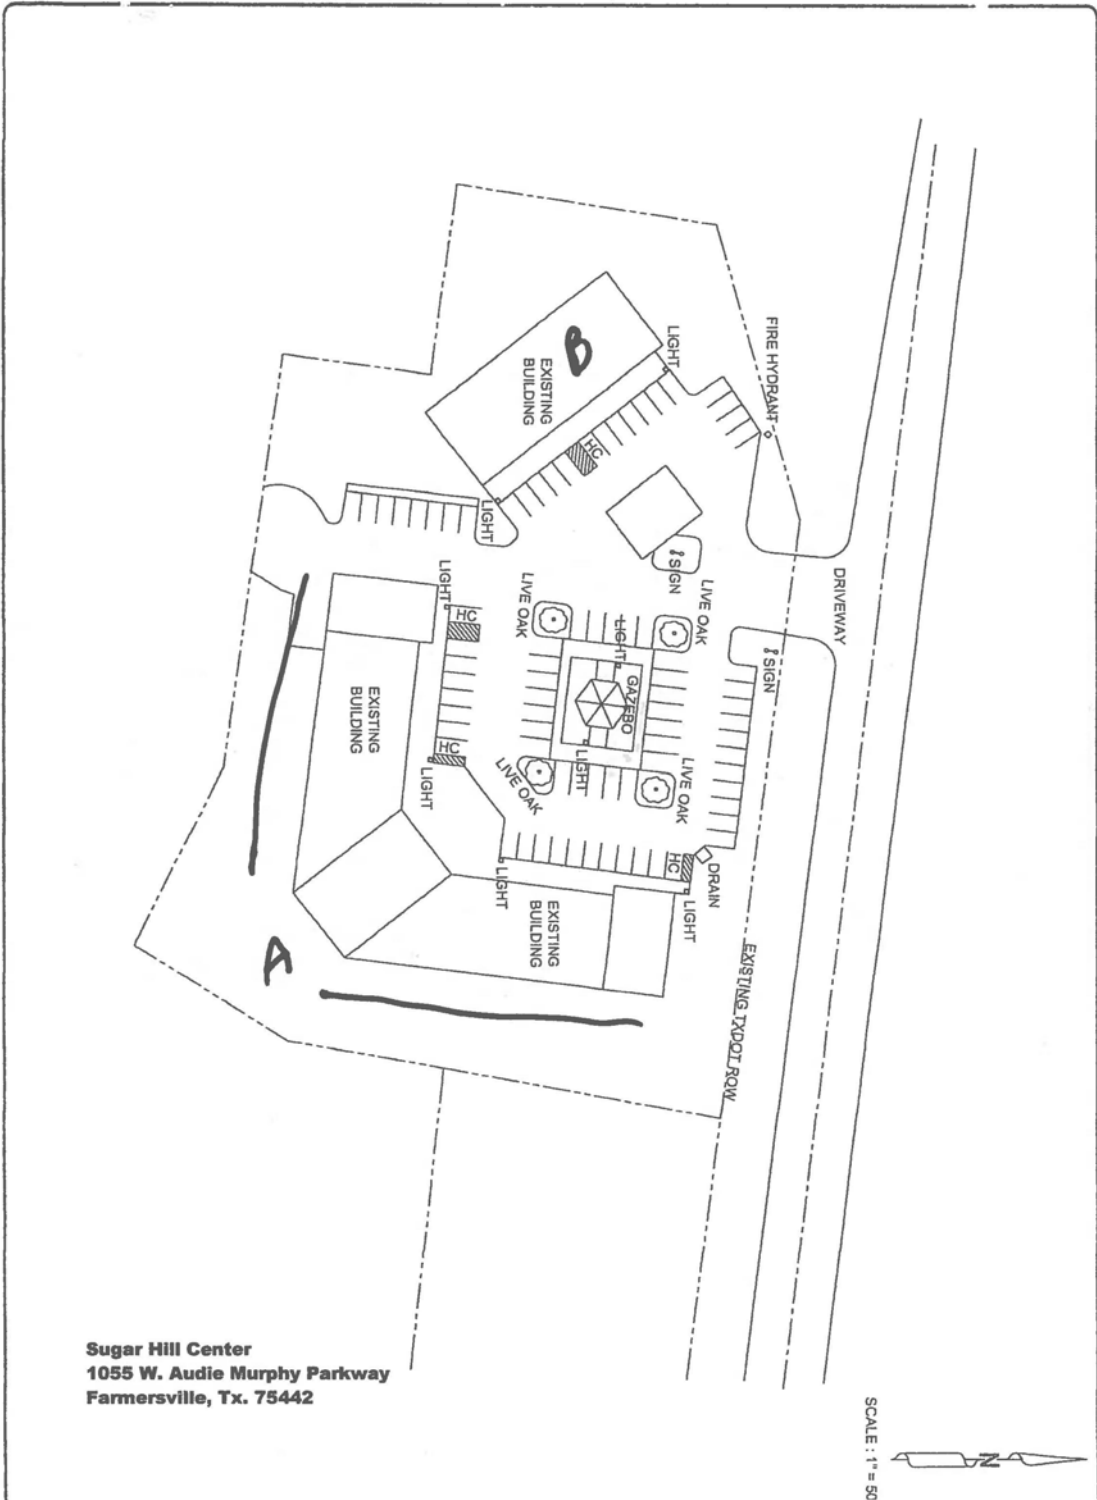 FIRE HYDRANT
LIGHT
B
EXISTING
BUILDING
HC
LIGHT
SIGN
DRIVEWAY
LIGHT
HC
LIVE OAK
LIVE OAK
LIGHT
SIGN
GAZEBO
EXISTING
BUILDING
HC
LIGHT
LIGHT
LIVE OAK
LIVE OAK
HC
DRAIN
LIGHT
LIGHT
EXISTING
BUILDING
A
EXISTING TXDOT ROW
Sugar Hill Center
1055 W. Audie Murphy Parkway
Farmersville, Tx. 75442
SCALE : 1" = 50
N